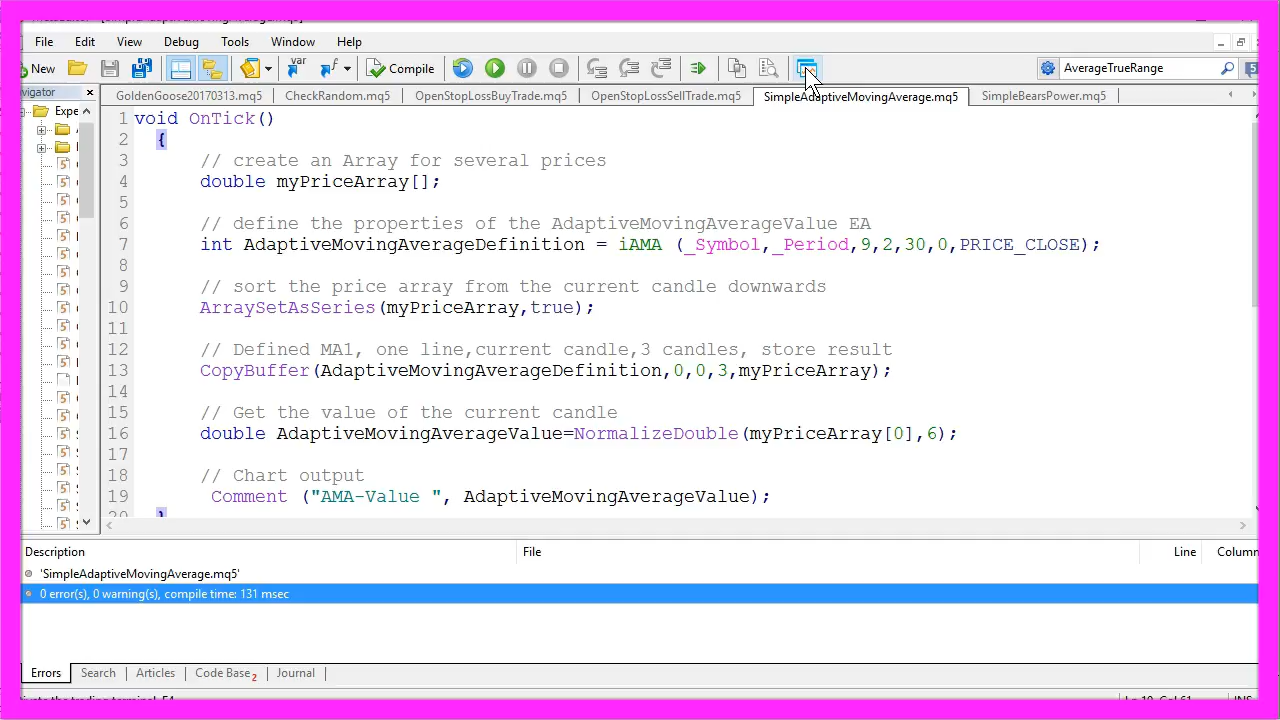 File Edit View Debug Tools Window Help
New var Compile AverageTrueRange 5
avigator Expe
GoldenGoose20170313.mq5 CheckRandom.mq5 OpenStopLossBuyTrade.mq5 OpenStopLossSellTrade.mq5 SimpleAdaptiveMovingAverage.mq5 SimpleBearsPower.mq5
1 void OnTick()
2 {
3 // create an Array for several prices
4 double myPriceArray[];
5
6 // define the properties of the AdaptiveMovingAverageValue EA
7 int AdaptiveMovingAverageDefinition = iAMA (_Symbol,_Period,9,2,30,0,PRICE_CLOSE);
8
9 // sort the price array from the current candle downwards
10 ArraySetAsSeries(myPriceArray,true);
11
12 // Defined MA1, one line,current candle,3 candles, store result
13 CopyBuffer(AdaptiveMovingAverageDefinition,0,0,3,myPriceArray);
14
15 // Get the value of the current candle
16 double AdaptiveMovingAverageValue=NormalizeDouble(myPriceArray[0],6);
17
18 // Chart output
19 Comment ("AMA-Value ", AdaptiveMovingAverageValue);
20 }
Description File Line Column
'SimpleAdaptiveMovingAverage.mq5'
0 error(s), 0 warning(s), compile time: 131 msec
Errors Search Articles Code Base 2 Journal